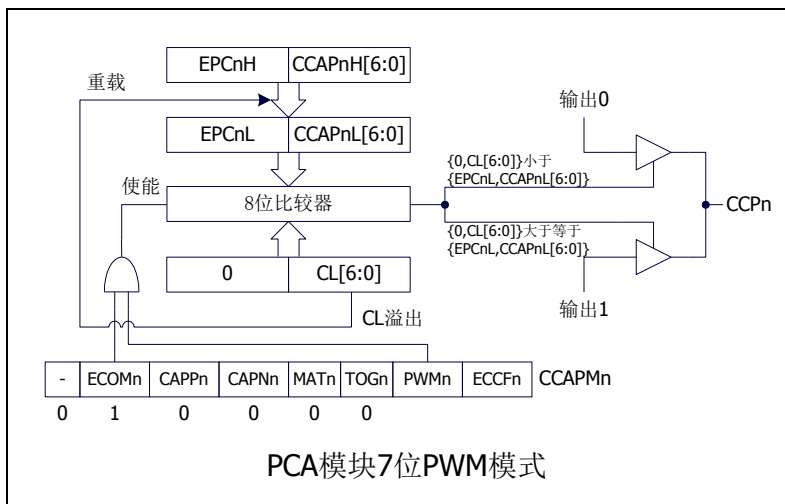 EPCnH CCAPnH[6:0]
重载
EPCnL CCAPnL[6:0]
输出0
{0,CL[6:0]}小于
{EPCnL,CCAPnL[6:0]}
使能
8位比较器
CCPn
{0,CL[6:0]}大于等于
{EPCnL,CCAPnL[6:0]}
0 CL[6:0]
CL溢出
输出1
- ECOMn CAPPn CAPNn MATn TOGn PWMn ECCFn CCAPMn
0 1 0 0 0 0
PCA模块7位PWM模式